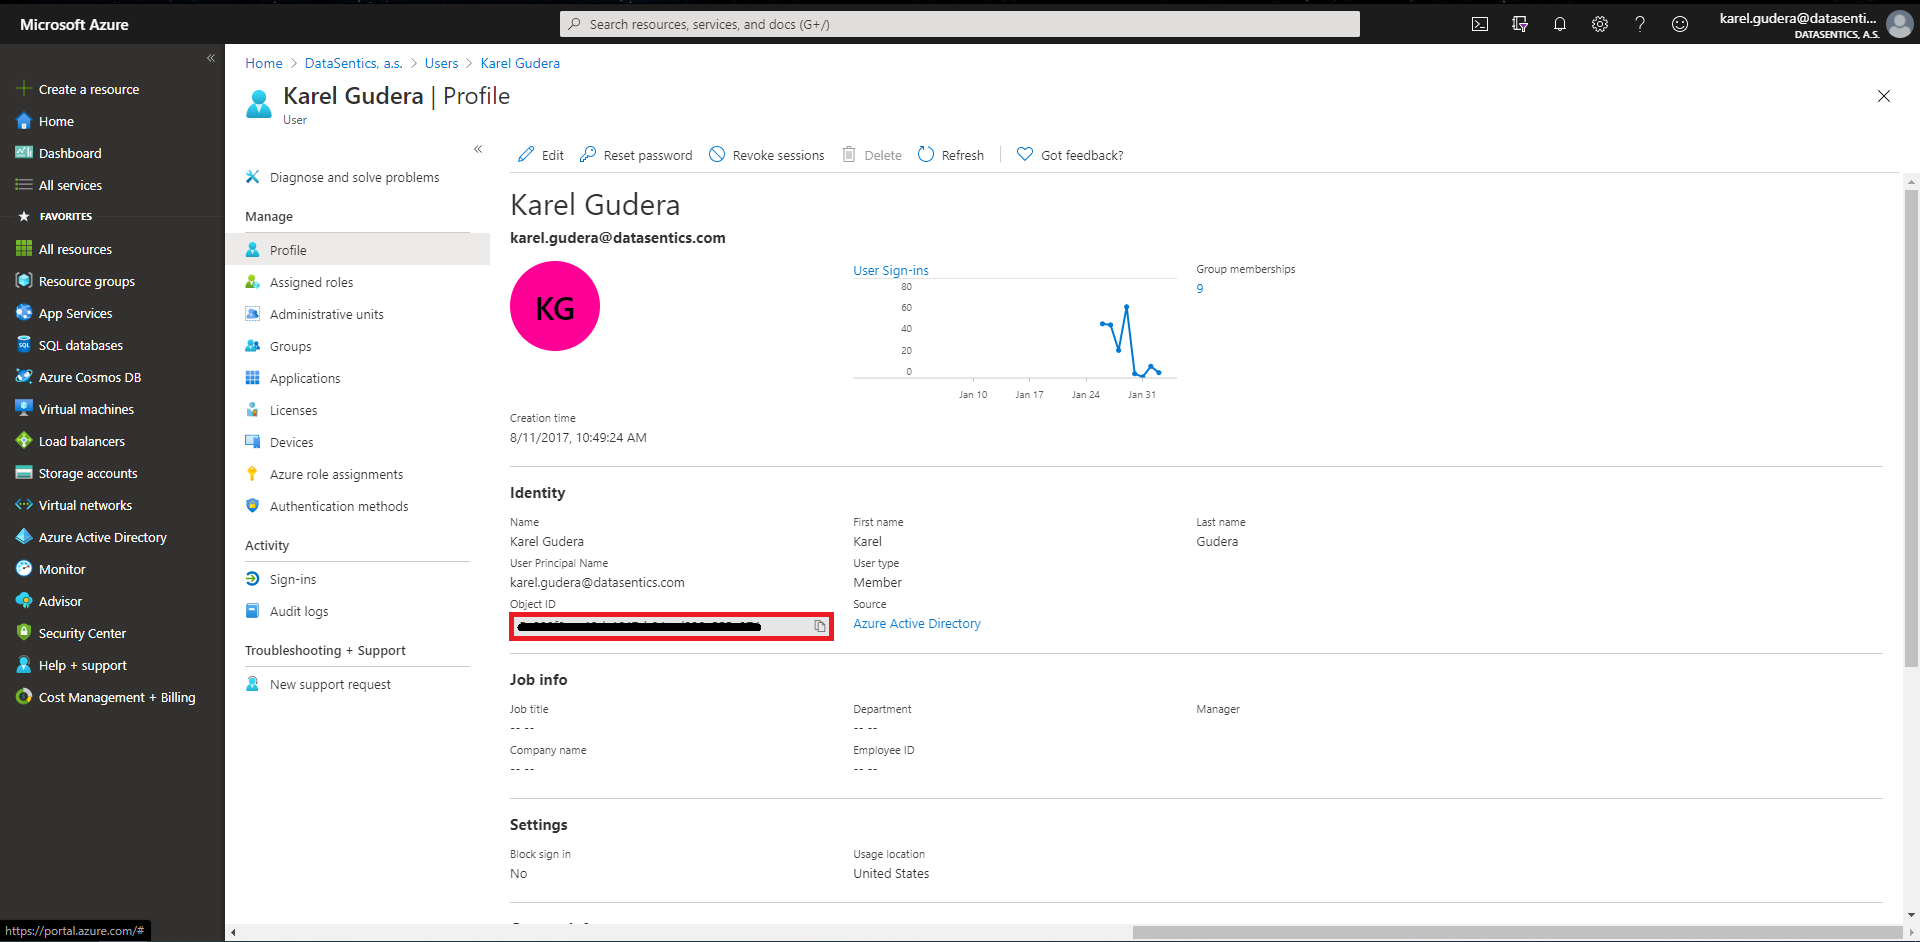 Microsoft Azure
Search resources, services, and docs (G+/)
karel.gudera@datasenti...
DATASENTICS, A.S.
Create a resource
Home
Dashboard
All services
FAVORITES
All resources
Resource groups
App Services
SQL databases
Azure Cosmos DB
Virtual machines
Load balancers
Storage accounts
Virtual networks
Azure Active Directory
Monitor
Advisor
Security Center
Help + support
Cost Management + Billing
https://portal.azure.com/#
Home > DataSentics, a.s. > Users > Karel Gudera
Karel Gudera | Profile
User
Diagnose and solve problems
Manage
Profile
Assigned roles
Administrative units
Groups
Applications
Licenses
Devices
Azure role assignments
Authentication methods
Activity
Sign-ins
Audit logs
Troubleshooting + Support
New support request
Edit Reset password Revoke sessions Delete Refresh Got feedback?
Karel Gudera
karel.gudera@datasentics.com
KG
User Sign-ins
80
60
40
20
0
Jan 10 Jan 17 Jan 24 Jan 31
Group memberships
9
Creation time
8/11/2017, 10:49:24 AM
Identity
Name First name Last name
Karel Gudera Karel Gudera
User Principal Name User type
karel.gudera@datasentics.com Member
Object ID Source
Azure Active Directory
Job info
Job title Department Manager
-- -- -- --
Company name Employee ID
-- -- -- --
Settings
Block sign in Usage location
No United States